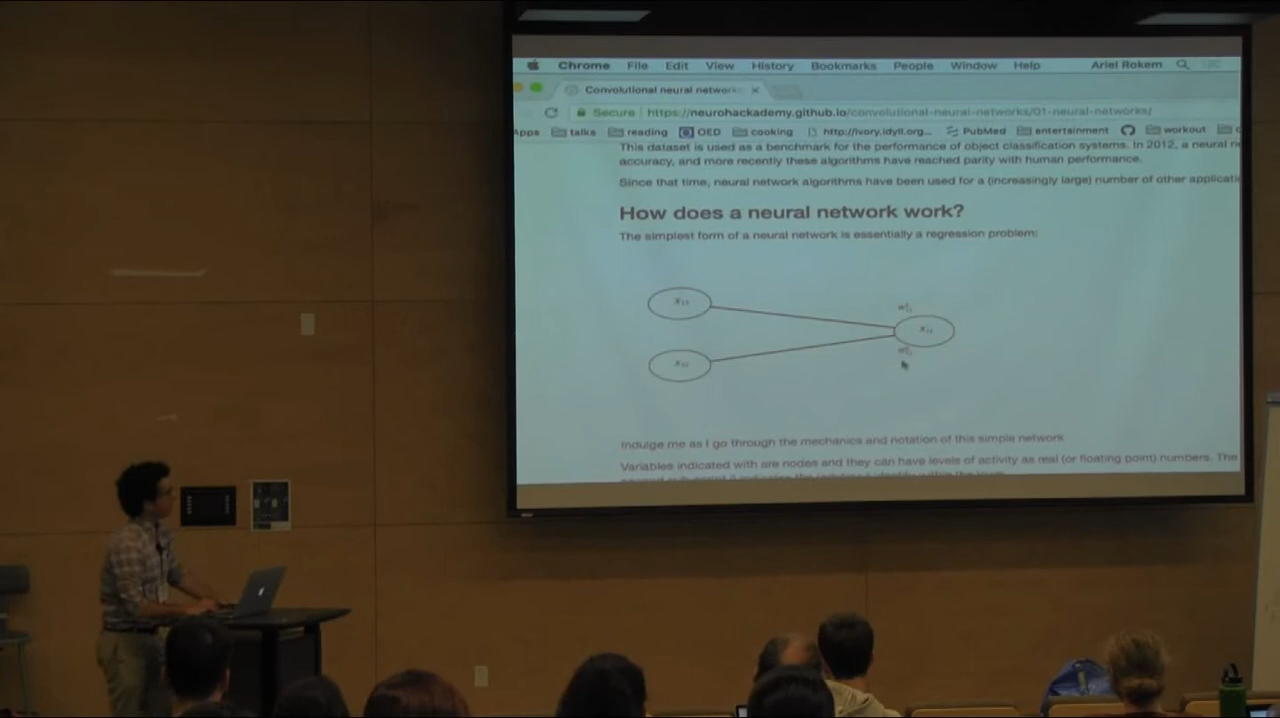 Chrome File Edit View History Bookmarks People Window Help Ariel Rokem
Convolutional neural network
Secure https://neurohackademy.github.io/convolutional-neural-networks/01-neural-networks/
Apps talks reading OED cooking http://ivory.idyll.org... PubMed entertainment workout
This dataset is used as a benchmark for the performance of object classification systems. In 2012, a neural
accuracy, and more recently these algorithms have reached parity with human performance.
Since that time, neural network algorithms have been used for a (increasingly large) number of other
How does a neural network work?
The simplest form of a neural network is essentially a regression problem:
Indulge me as I go through the mechanics and notation of this simple network
Variables indicated with are nodes and they can have levels of activity as real (or floating point) numbers. The